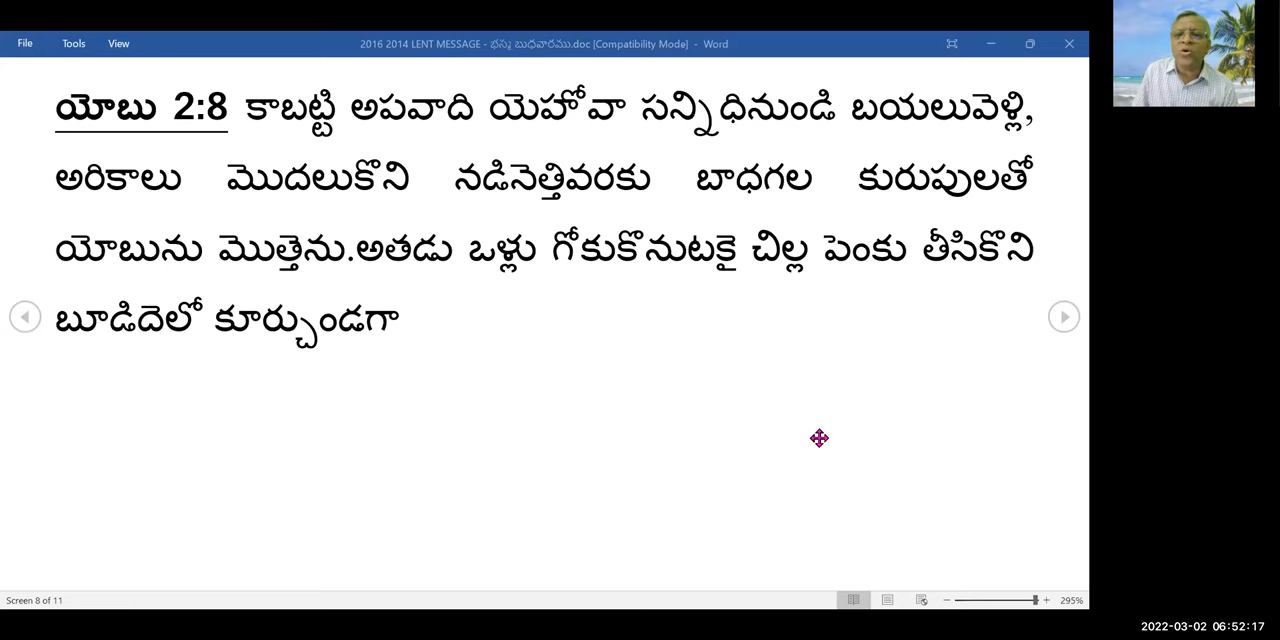 File Tools View 2016 2014 LENT MESSAGE - భస్మ బుధవారము.doc [Compatibility Mode] - Word
యోబు 2:8 కాబట్టి అపవాది యెహోవా సన్నిధినుండి బయలువెళ్లి,
అరికాలు మొదలుకొని నడినెత్తివరకు బాధగల కురుపులతో
యోబును మొత్తెను.అతడు ఒళ్లు గోకుకొనుటకై చిల్ల పెంకు తీసికొని
బూడిదెలో కూర్చుండగా
Screen 8 of 11 295%
2022-03-02 06:52:17